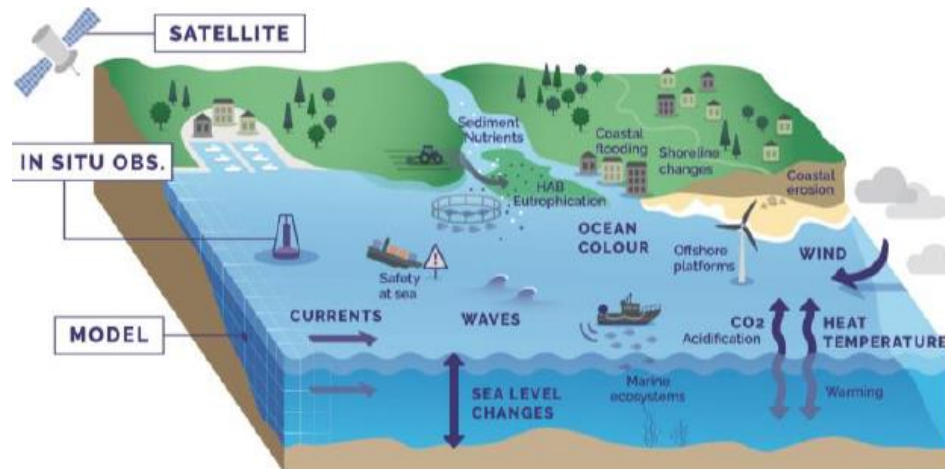 SATELLITE
IN SITU OBS.
MODEL
Sediment
Nutrients
HAB
Eutrophication
Coastal
flooding
Shoreline
changes
Coastal
erosion
OCEAN
COLOUR
Offshore
platforms
WIND
Safety
at sea
CURRENTS
WAVES
CO2
Acidification
HEAT
TEMPERATURE
SEA LEVEL
CHANGES
Marine
ecosystems
Warming